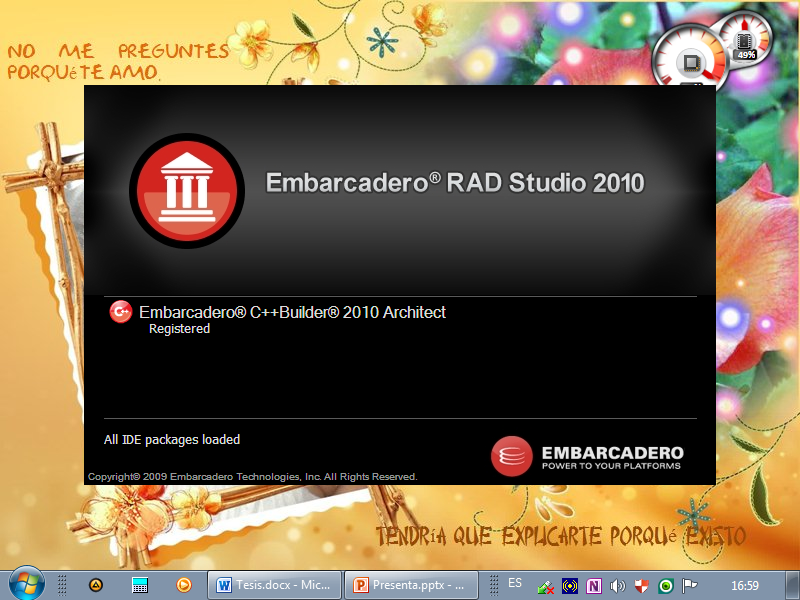 NO ME PREGUNTES
PORQUé TE AMO.
49%
Embarcadero® RAD Studio 2010
Embarcadero® C++Builder® 2010 Architect
Registered
All IDE packages loaded
EMBARCADERO
POWER TO YOUR PLATFORMS
Copyright© 2009 Embarcadero Technologies, Inc. All Rights Reserved.
TENDRíA QUE EXPLICARTE PORQUé EXISTO
Tesis.docx - Mic...
Presenta.pptx - ...
ES
16:59